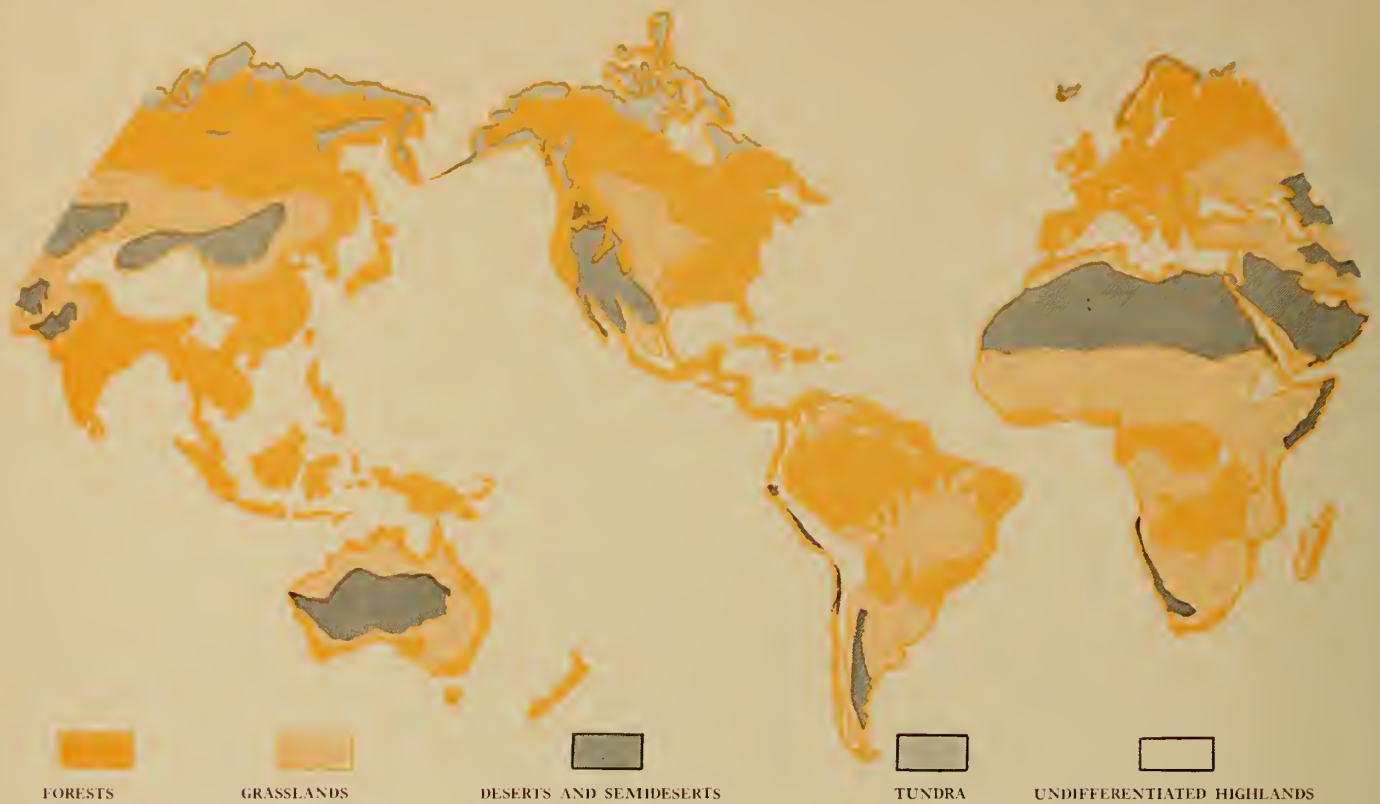 FORESTS
GRASSLANDS
DESERTS AND SEMIDESERTS
TUNDRA
UNDIFFERENTIATED HIGHLANDS